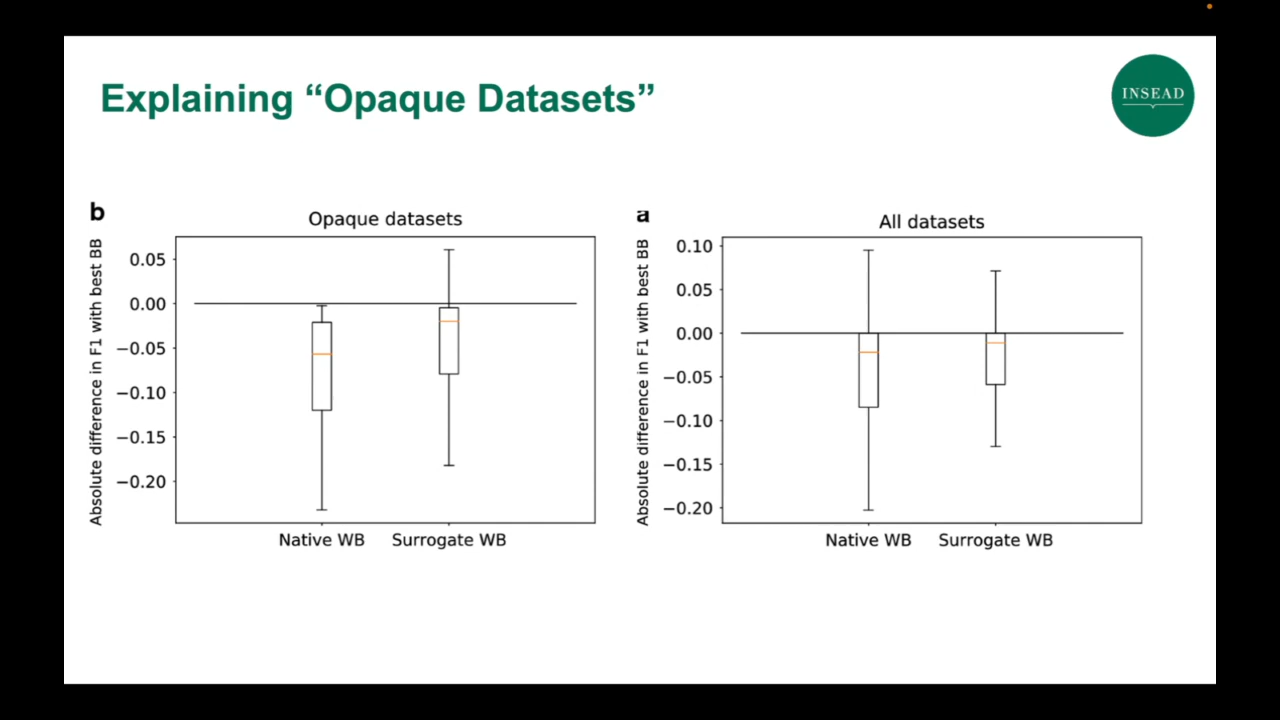 Explaining “Opaque Datasets”
INSEAD
b
Opaque datasets
Absolute difference in F1 with best BB
0.05
0.00
−0.05
−0.10
−0.15
−0.20
Native WB
Surrogate WB
a
All datasets
Absolute difference in F1 with best BB
0.10
0.05
0.00
−0.05
−0.10
−0.15
−0.20
Native WB
Surrogate WB